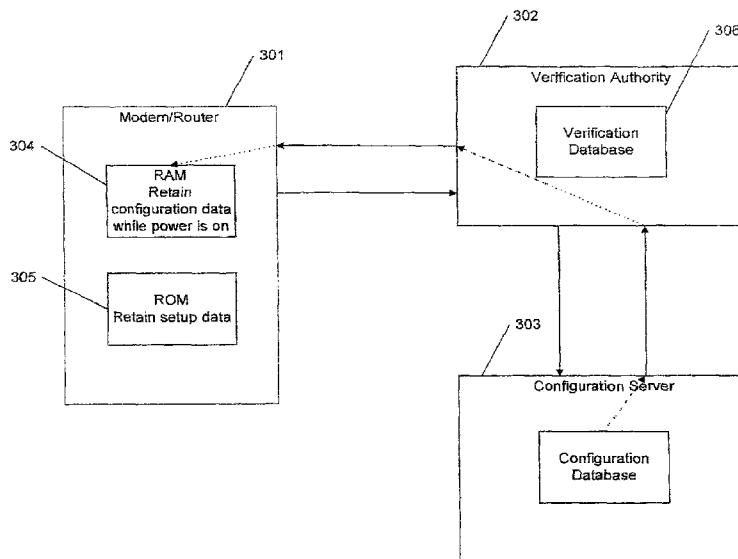 302
306
301
Verification Authority
Modem/Router
Verification
Database
304
RAM
Retain
configuration data
while power is on
305
ROM
Retain setup data
303
Configuration Server
Configuration
Database